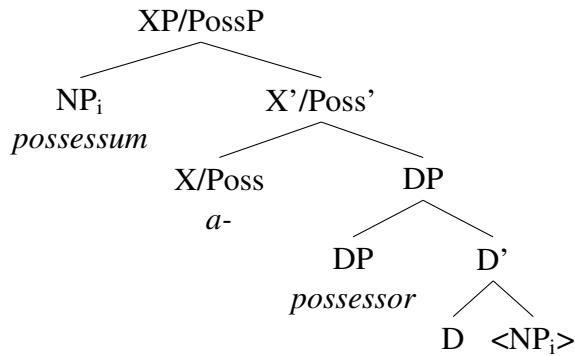 XP/PossP
NPi X’/Poss’
possessum
X/Poss DP
a-
DP D’
possessor
D <NPi>